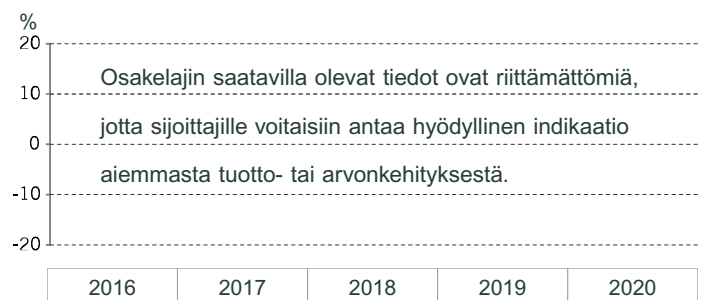 %
20
Osakelajin saatavilla olevat tiedot ovat riittämättömiä,
10
jotta sijoittajille voitaisiin antaa hyödyllinen indikaatio
0
aiemmasta tuotto- tai arvonkehityksestä.
-10
-20
2016 2017 2018 2019 2020